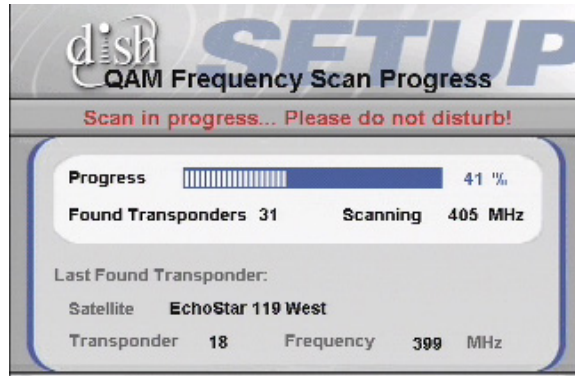 dish SETUP
QAM Frequency Scan Progress
Scan in progress... Please do not disturb!
Progress 41 %
Found Transponders 31 Scanning 405 MHz
Last Found Transponder:
Satellite EchoStar 119 West
Transponder 18 Frequency 399 MHz